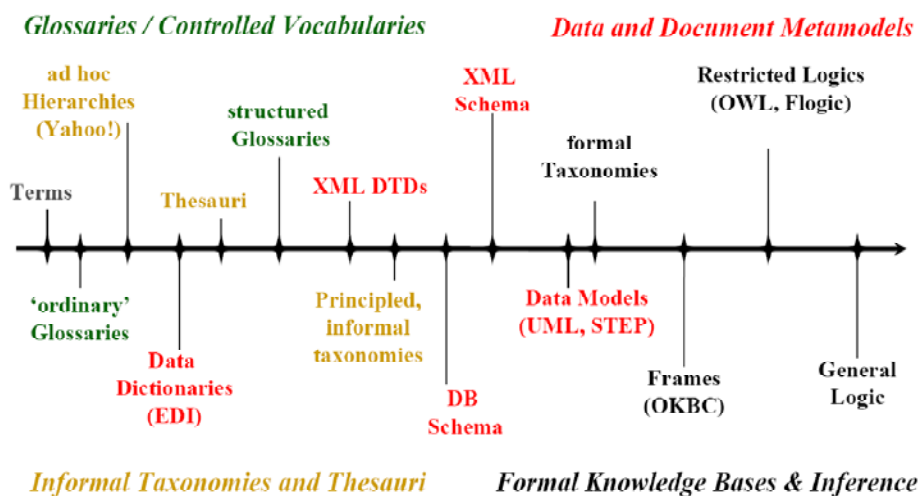 Glossaries / Controlled Vocabularies
Data and Document Metamodels
ad hoc
Hierarchies
(Yahoo!)
XML
Schema
Restricted Logics
(OWL, Flogic)
structured
Glossaries
formal
Taxonomies
Terms
Thesauri
XML DTDs
‘ordinary’
Glossaries
Principled,
informal
taxonomies
Data Models
(UML, STEP)
Data
Dictionaries
(EDI)
DB
Schema
Frames
(OKBC)
General
Logic
Informal Taxonomies and Thesauri
Formal Knowledge Bases & Inference